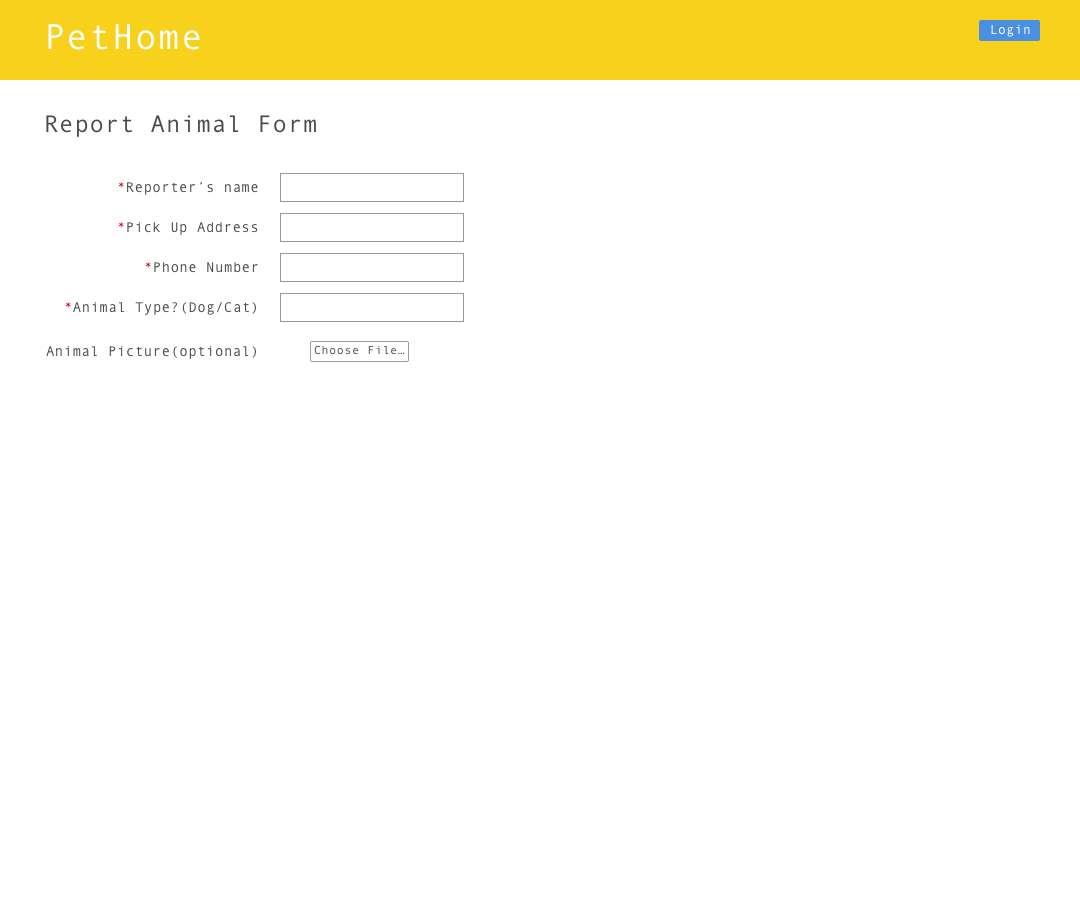 PetHome
Login
Report Animal Form
*Reporter's name
*Pick Up Address
*Phone Number
*Animal Type?(Dog/Cat)
Animal Picture(optional)
Choose File…